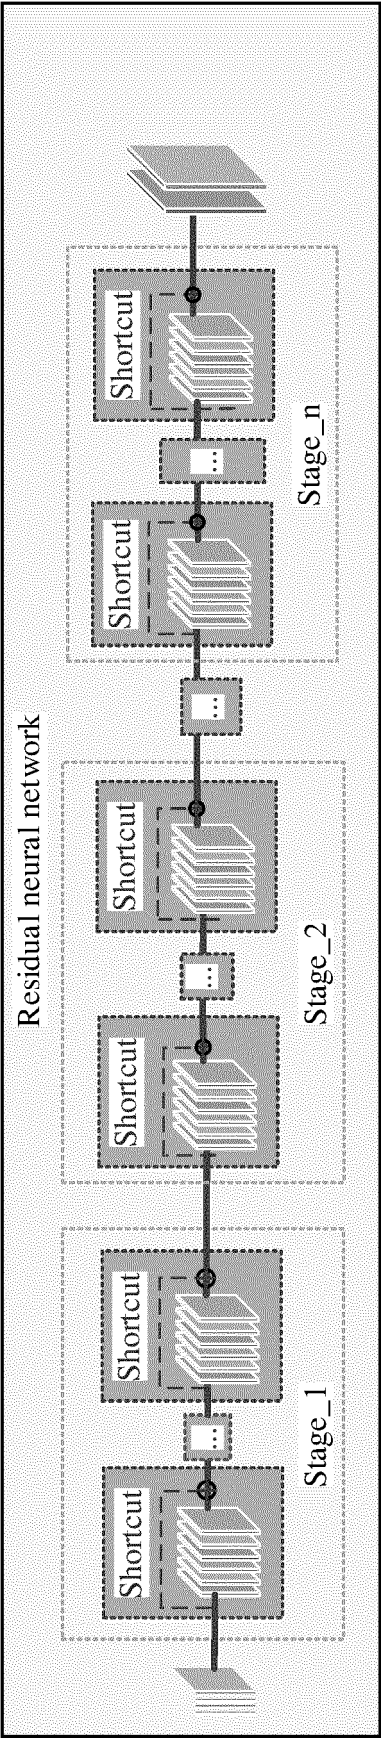 Residual neural network
Shortcut
...
Shortcut
Stage_1
Shortcut
...
Shortcut
Stage_2
...
Shortcut
...
Shortcut
Stage_n